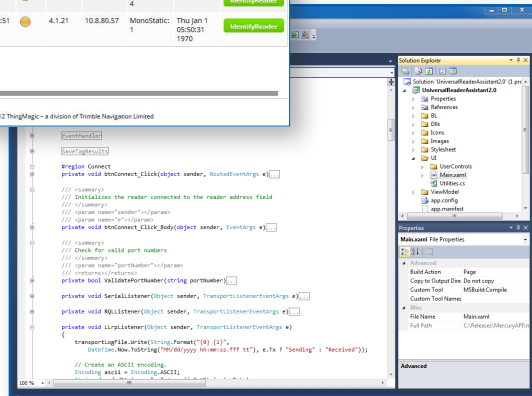 4
IdentifyReader
:51
4.1.21
10.8.80.57
MonoStatic:
1
Thu Jan 1
05:50:31
1970
IdentifyReader
12 ThingMagic - a division of Trimble Navigation Limited
EventHandler
SaveTagResults
#region Connect
private void btnConnect_Click(object sender, RoutedEventArgs e)...
/// <summary>
/// Initializes the reader connected to the reader address field
/// </summary>
/// <param name="sender"></param>
/// <param name="e"></param>
private void btnConnect_Click_Body(object sender, EventArgs e)...
/// <summary>
/// Check for valid port numbers
/// </summary>
/// <param name="portNumber"></param>
/// <returns></returns>
private bool ValidatePortNumber(string portNumber)...
private void SerialListener(Object sender, TransportListenerEventArgs e)...
private void RQListener(Object sender, TransportListenerEventArgs e)...
private void LLrpListener(Object sender, TransportListenerEventArgs e)
{
transportLogFile.Write(String.Format("{0} {1}",
DateTime.Now.ToString("MM/dd/yyyy hh:mm:ss.fff tt"), e.Tx ? "Sending" : "Received"));
// Create an ASCII encoding.
Encoding ascii = Encoding.ASCII;
100 %
Solution Explorer
Solution 'UniversalReaderAssistant2.0' (1 pro
UniversalReaderAssistant2.0
Properties
References
BL
Dlls
Icons
Images
Stylesheet
UI
UserControls
Main.xaml
Utilities.cs
ViewModel
app.config
app.manifest
Properties
Main.xaml File Properties
Advanced
Build Action Page
Copy to Output Dire Do not copy
Custom Tool MSBuild:Compile
Custom Tool Names
Misc
File Name Main.xaml
Full Path C:\Releases\MercuryAPI\n
Advanced